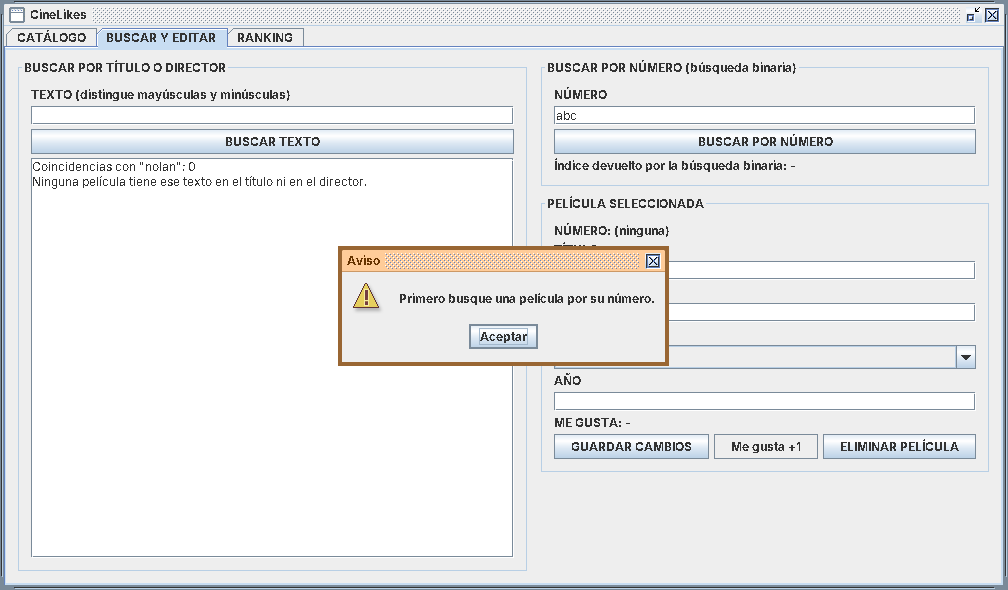 CineLikes
CATÁLOGO BUSCAR Y EDITAR RANKING
BUSCAR POR TÍTULO O DIRECTOR
TEXTO (distingue mayúsculas y minúsculas)
BUSCAR TEXTO
Coincidencias con "nolan": 0
Ninguna película tiene ese texto en el título ni en el director.
BUSCAR POR NÚMERO (búsqueda binaria)
NÚMERO
abc
BUSCAR POR NÚMERO
Índice devuelto por la búsqueda binaria: -
PELÍCULA SELECCIONADA
NÚMERO: (ninguna)
Aviso
Primero busque una película por su número.
Aceptar
AÑO
ME GUSTA: -
GUARDAR CAMBIOS Me gusta +1 ELIMINAR PELÍCULA